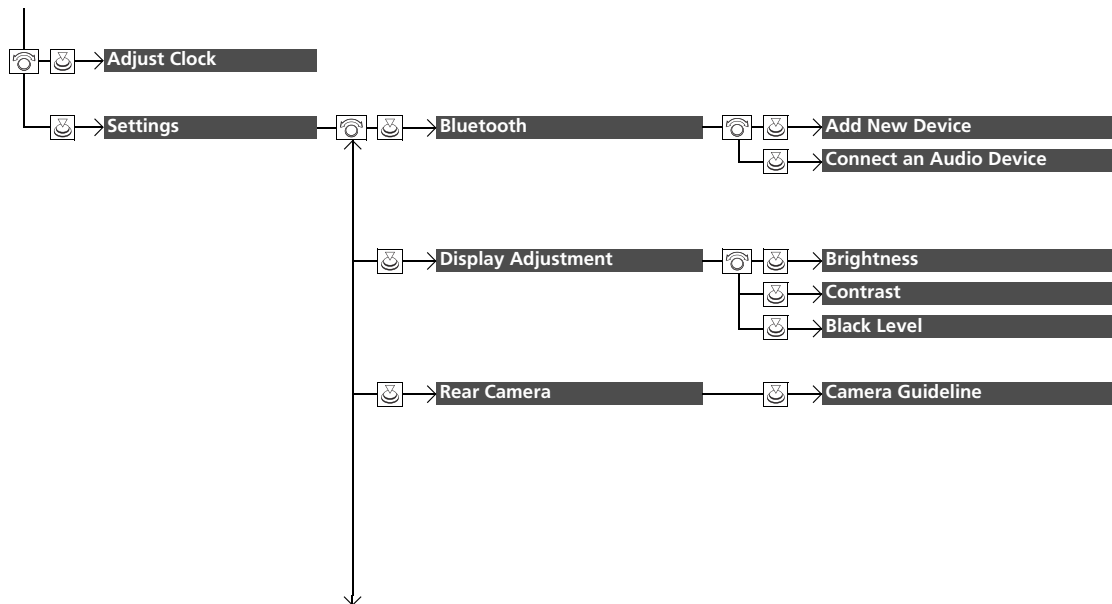 Adjust Clock
Settings
Bluetooth
Add New Device
Connect an Audio Device
Display Adjustment
Brightness
Contrast
Black Level
Rear Camera
Camera Guideline